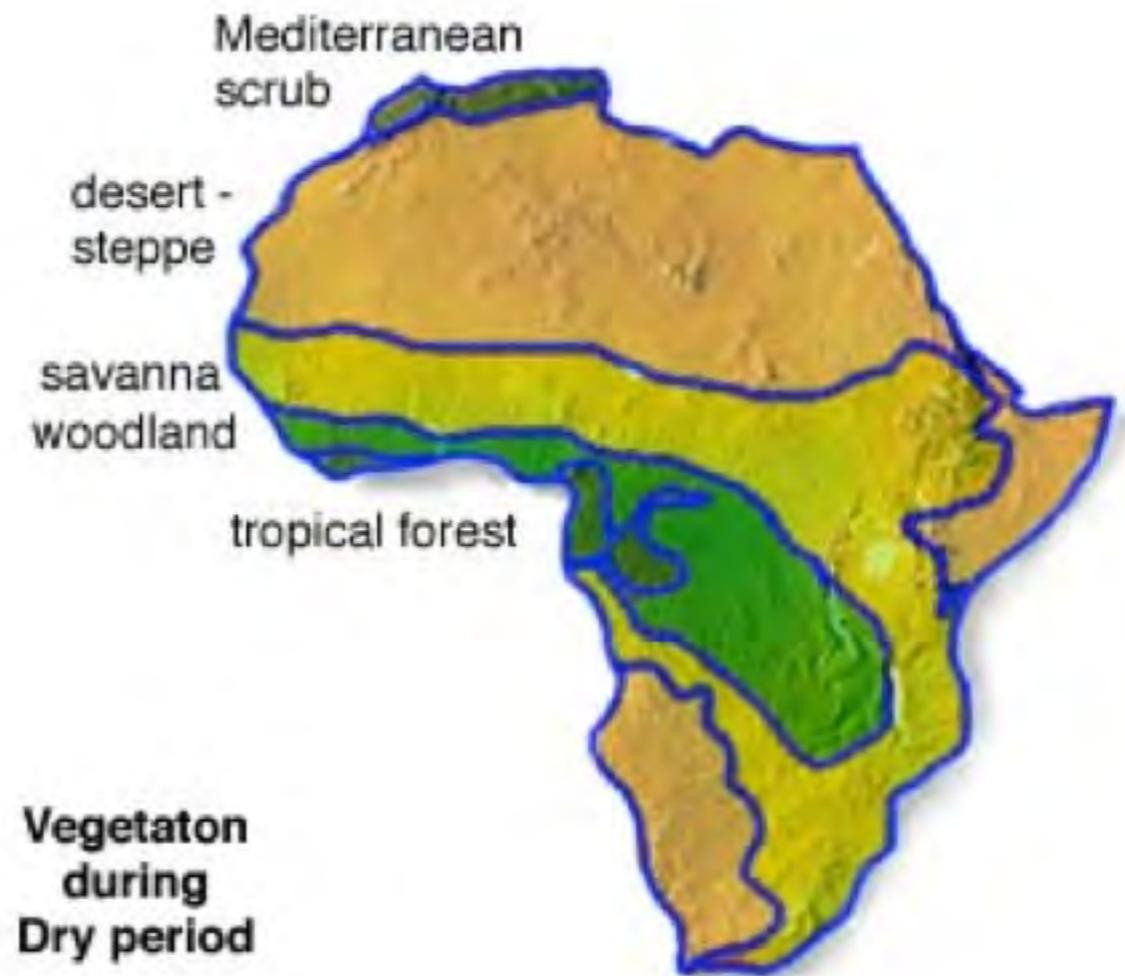 Mediterranean
scrub
desert -
steppe
savanna
woodland
tropical forest
Vegetaton
during
Dry period